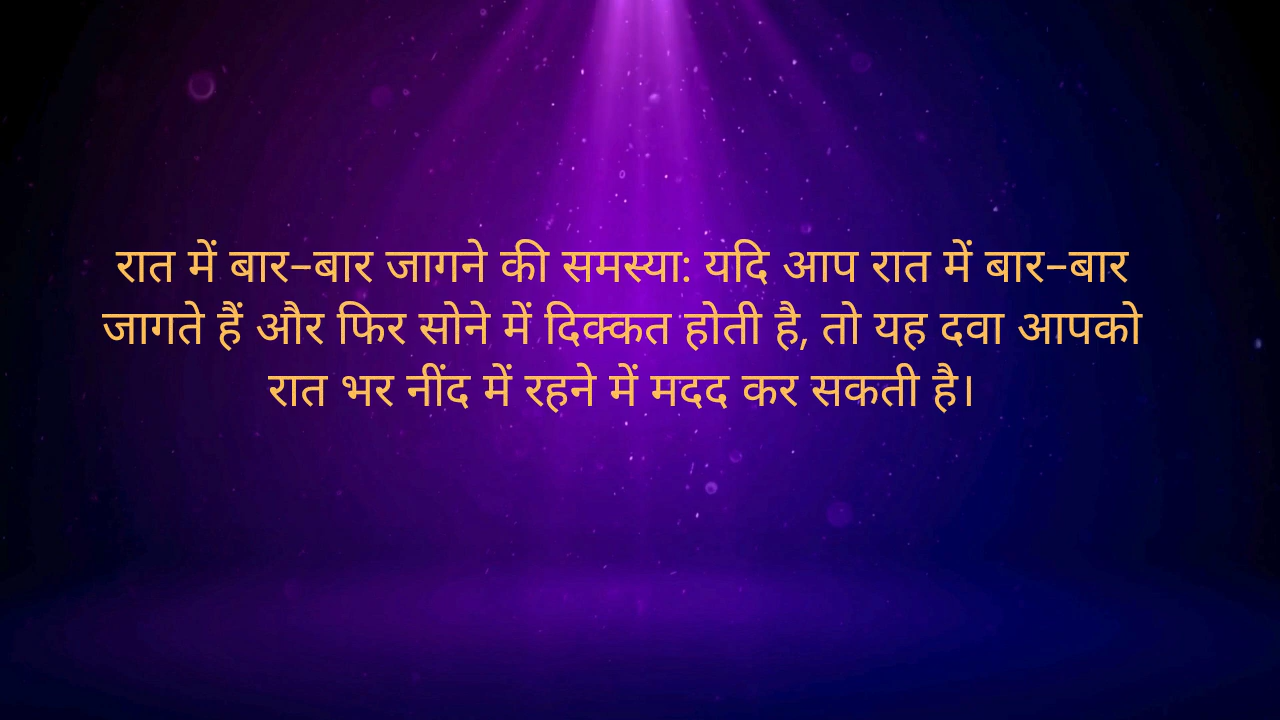 रात में बार–बार जागने की समस्या: यदि आप रात में बार–बार
जागते हैं और फिर सोने में दिक्कत होती है, तो यह दवा आपको
रात भर नींद में रहने में मदद कर सकती है।